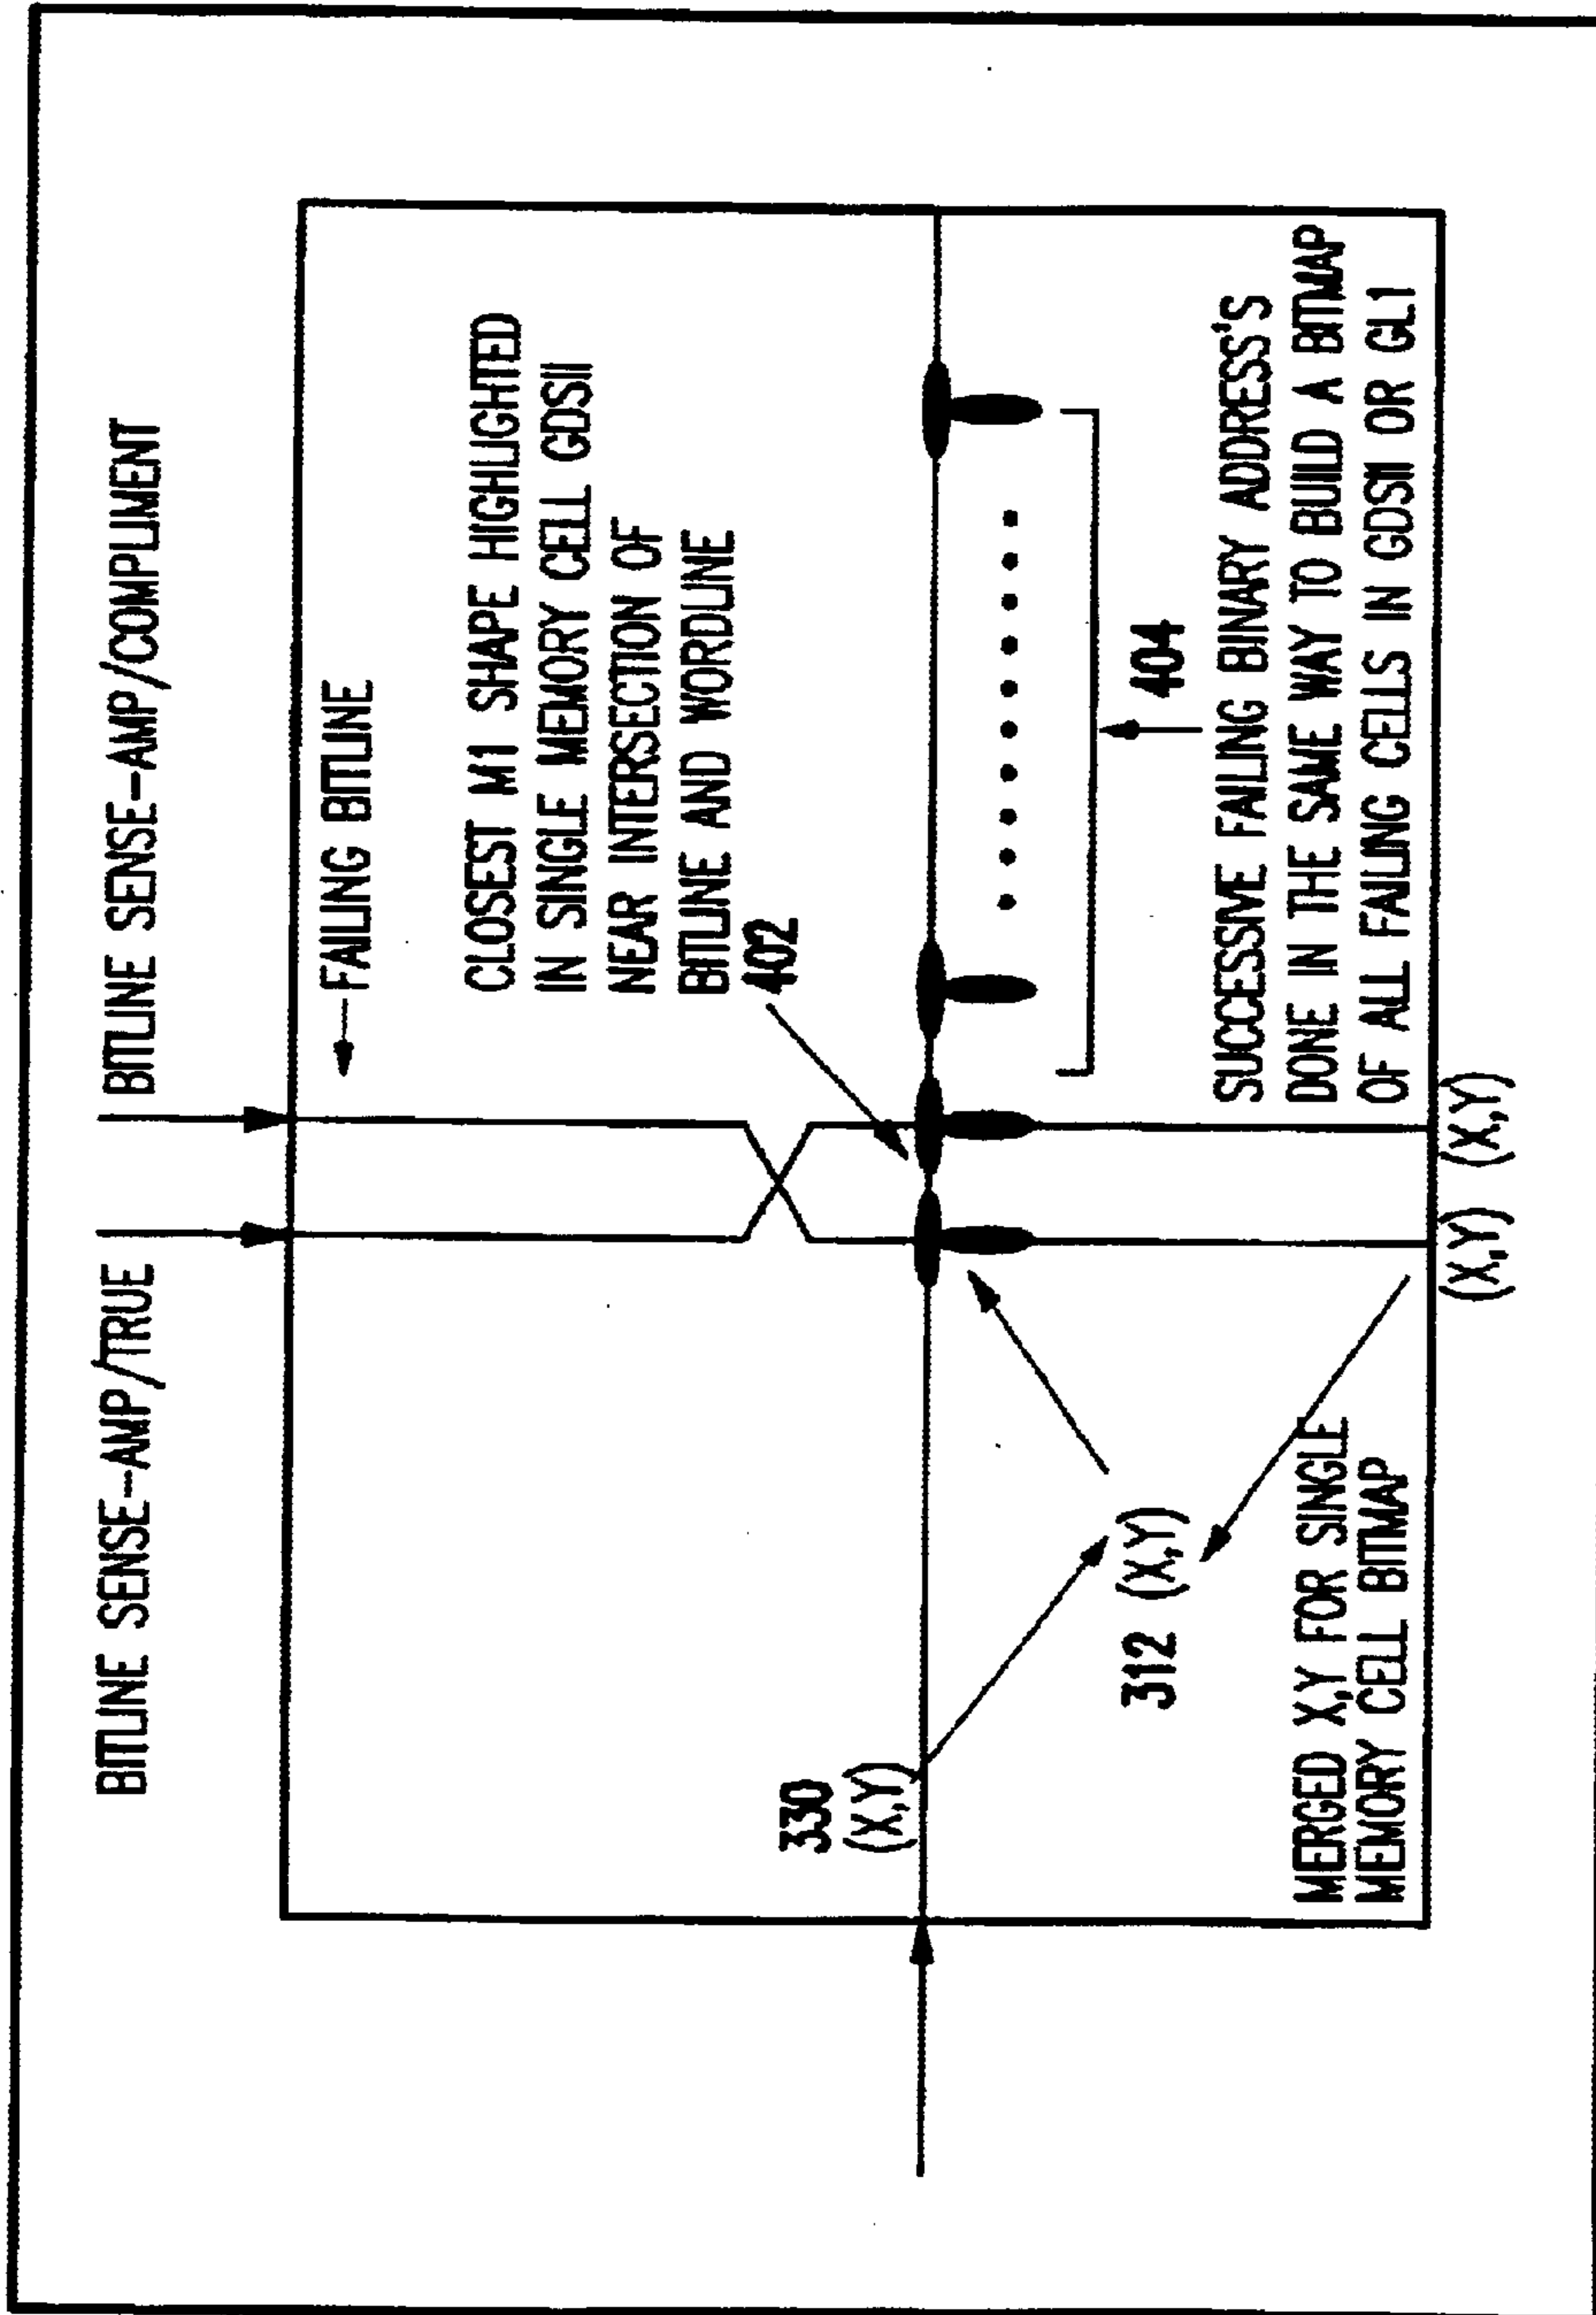 BITLINE SENSE-AMP/TRUE
BITLINE SENSE-AMP/COMPLIMENT
FAILING BITLINE
CLOSEST M1 SHAPE HIGHLIGHTED
IN SINGLE MEMORY CELL GDSII
NEAR INTERSECTION OF
BITLINE AND WORDLINE
402
330
(X,Y)
312 (X,Y)
404
MERGED X,Y FOR SINGLE
MEMORY CELL BITMAP
SUCCESSIVE FAILING BINARY ADDRESS'S
DONE IN THE SAME WAY TO BUILD A BITMAP
OF ALL FAILING CELLS IN GDSII OR GL1
(X,Y) (X,Y)